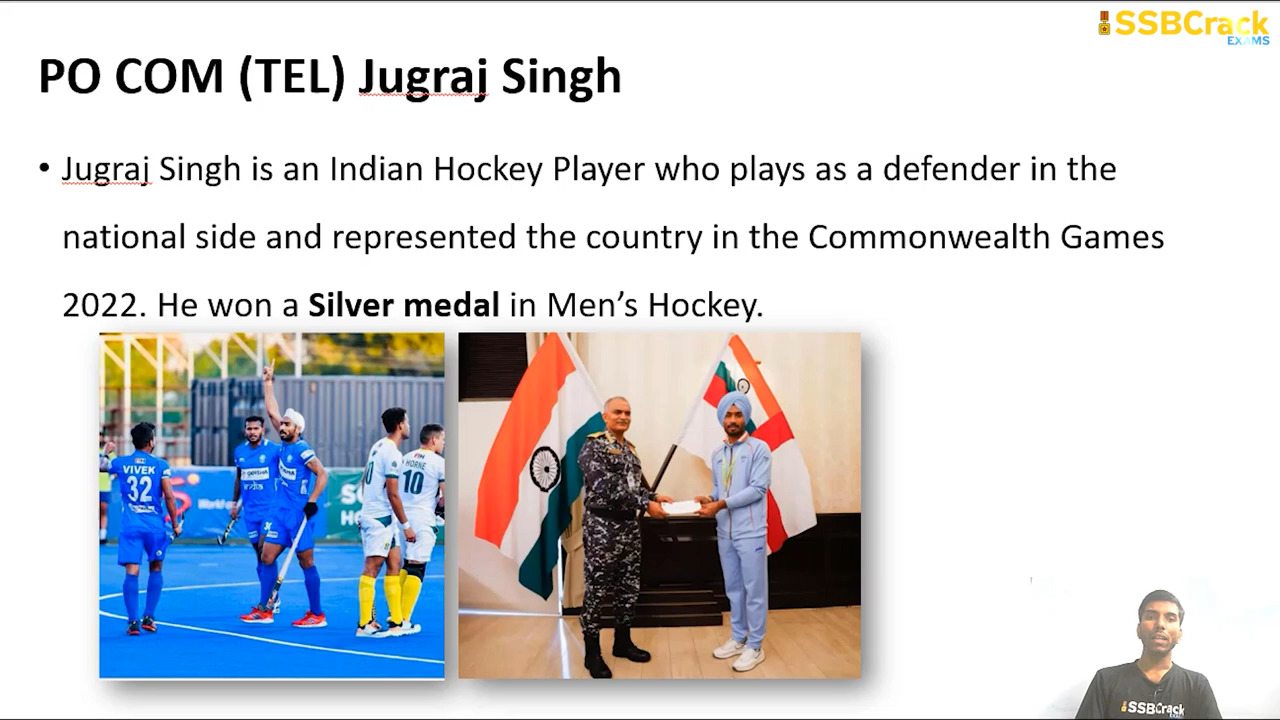 SSBCrack
EXAMS
PO COM (TEL) Jugraj Singh
• Jugraj Singh is an Indian Hockey Player who plays as a defender in the
national side and represented the country in the Commonwealth Games
2022. He won a Silver medal in Men’s Hockey.
VIVEK
32
ODISHA
HORNE
10
SSBCrack